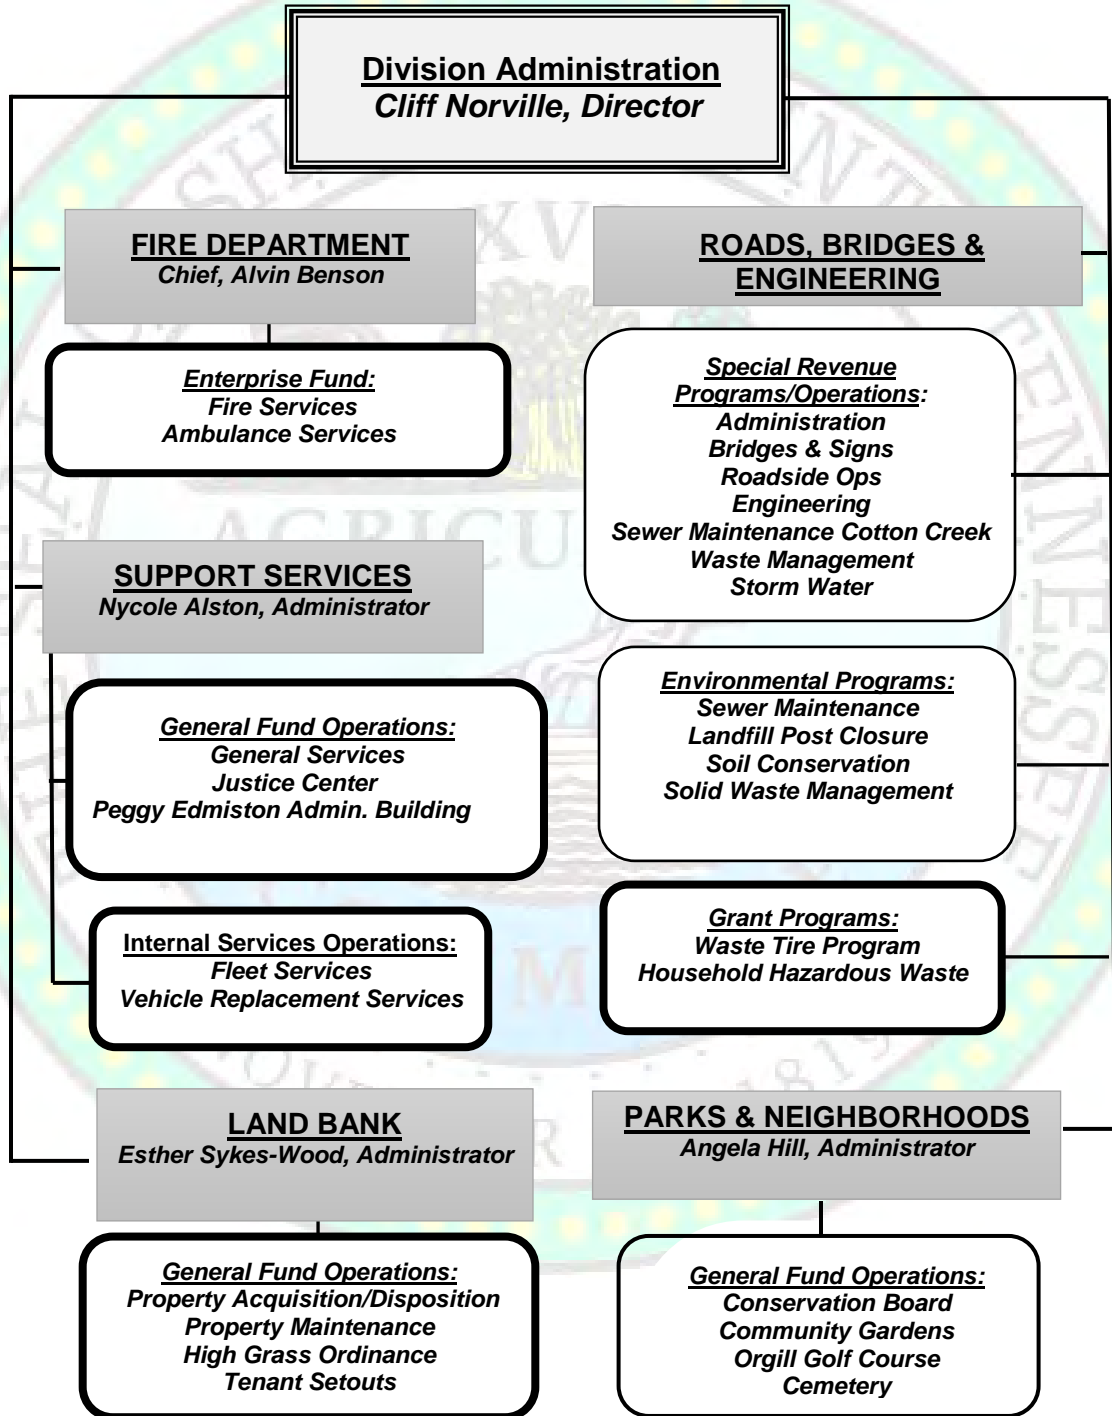 Division Administration
Cliff Norville, Director
FIRE DEPARTMENT
Chief, Alvin Benson
Enterprise Fund:
Fire Services
Ambulance Services
SUPPORT SERVICES
Nycole Alston, Administrator
General Fund Operations:
General Services
Justice Center
Peggy Edmiston Admin. Building
Internal Services Operations:
Fleet Services
Vehicle Replacement Services
LAND BANK
Esther Sykes-Wood, Administrator
General Fund Operations:
Property Acquisition/Disposition
Property Maintenance
High Grass Ordinance
Tenant Setouts
ROADS, BRIDGES &
ENGINEERING
Special Revenue
Programs/Operations:
Administration
Bridges & Signs
Roadside Ops
Engineering
Sewer Maintenance Cotton Creek
Waste Management
Storm Water
Environmental Programs:
Sewer Maintenance
Landfill Post Closure
Soil Conservation
Solid Waste Management
Grant Programs:
Waste Tire Program
Household Hazardous Waste
PARKS & NEIGHBORHOODS
Angela Hill, Administrator
General Fund Operations:
Conservation Board
Community Gardens
Orgill Golf Course
Cemetery